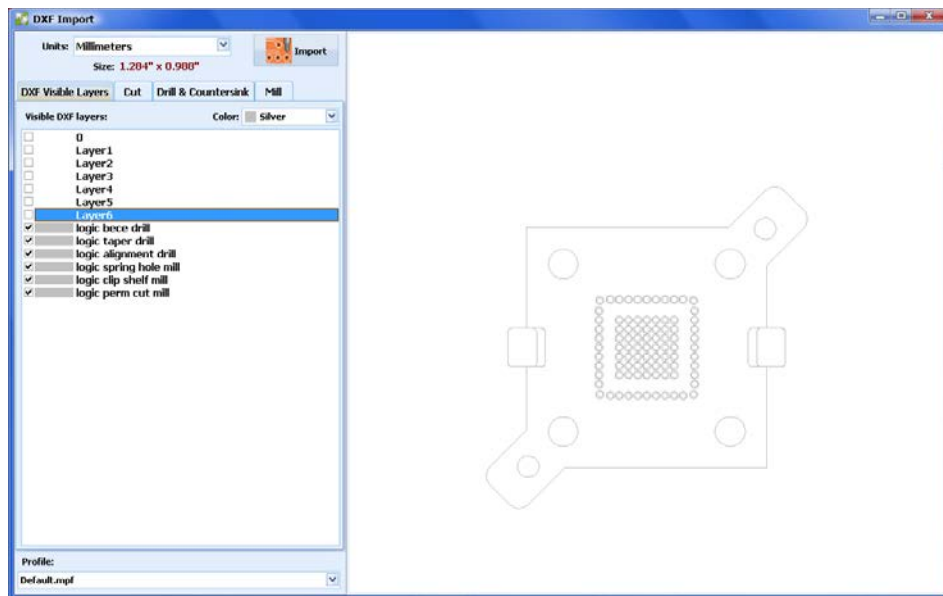 DXF Import
Units: Millimeters
Import
Size: 1.284" x 0.988"
DXF Visible Layers Cut Drill & Countersink Mill
Visible DXF layers: Color: Silver
0
Layer1
Layer2
Layer3
Layer4
Layer5
Layer6
logic bece drill
logic taper drill
logic alignment drill
logic spring hole mill
logic clip shelf mill
logic perm cut mill
Profile:
Default.mpf